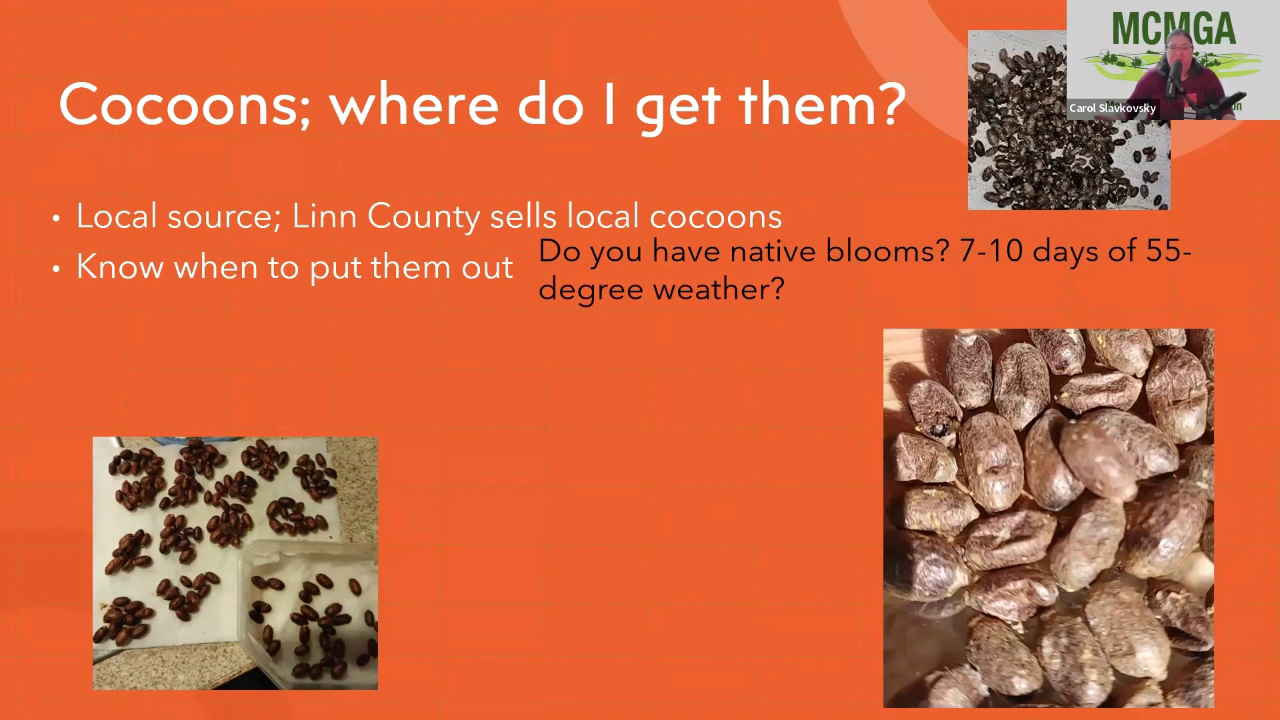 MCMGA
Carol Slavkovsky
Cocoons; where do I get them?
• Local source; Linn County sells local cocoons
• Know when to put them out
Do you have native blooms? 7-10 days of 55-
degree weather?